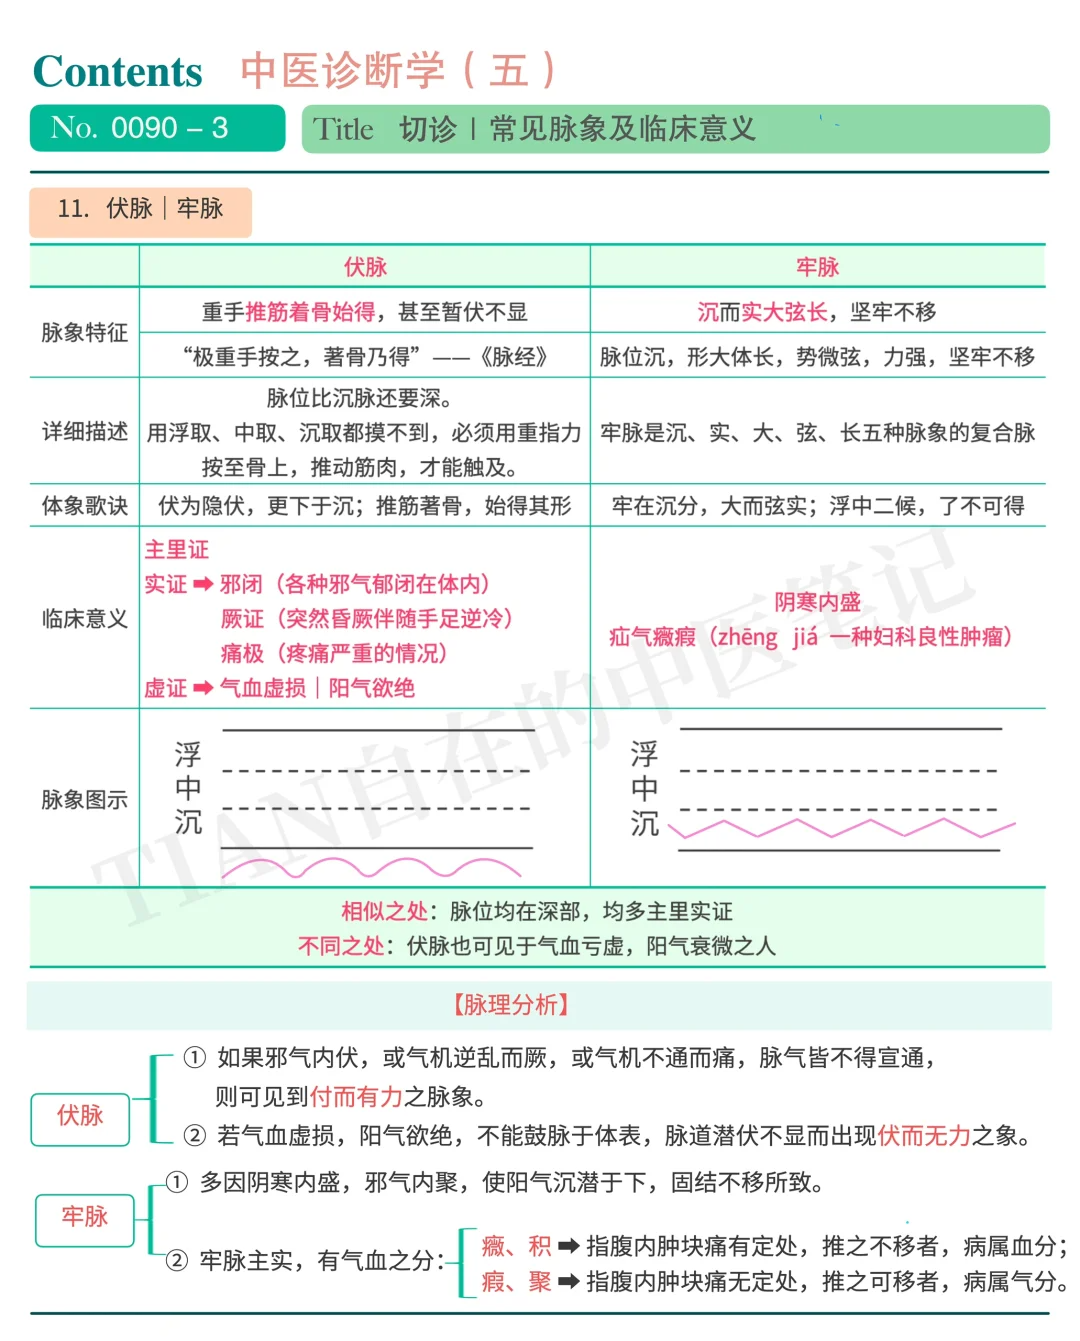 Contents 中医诊断学（五）
No. 0090 – 3
Title 切诊｜常见脉象及临床意义
11. 伏脉｜牢脉
伏脉 牢脉
脉象特征
重手推筋着骨始得，甚至暂伏不显
沉而实大弦长，坚牢不移
“极重手按之，著骨乃得”——《脉经》
脉位沉，形大体长，势微弦，力强，坚牢不移
详细描述
脉位比沉脉还要深。
用浮取、中取、沉取都摸不到，必须用重指力
按至骨上，推动筋肉，才能触及。
牢脉是沉、实、大、弦、长五种脉象的复合脉
体象歌诀
伏为隐伏，更下于沉；推筋著骨，始得其形
牢在沉分，大而弦实；浮中二候，了不可得
临床意义
主里证
实证➡邪闭（各种邪气郁闭在体内）
厥证（突然昏厥伴随手足逆冷）
痛极（疼痛严重的情况）
虚证➡气血虚损｜阳气欲绝
阴寒内盛
疝气癥瘕（zhēng jiá 一种妇科良性肿瘤）
脉象图示
浮
中
沉
浮
中
沉
相似之处：脉位均在深部，均多主里实证
不同之处：伏脉也可见于气血亏虚，阳气衰微之人
【脉理分析】
伏脉
① 如果邪气内伏，或气机逆乱而厥，或气机不通而痛，脉气皆不得宣通，
则可见到付而有力之脉象。
② 若气血虚损，阳气欲绝，不能鼓脉于体表，脉道潜伏不显而出现伏而无力之象。
牢脉
① 多因阴寒内盛，邪气内聚，使阳气沉潜于下，固结不移所致。
② 牢脉主实，有气血之分：
癥、积➡指腹内肿块痛有定处，推之不移者，病属血分；
瘕、聚➡指腹内肿块痛无定处，推之可移者，病属气分。
TIAN自在的中医笔记